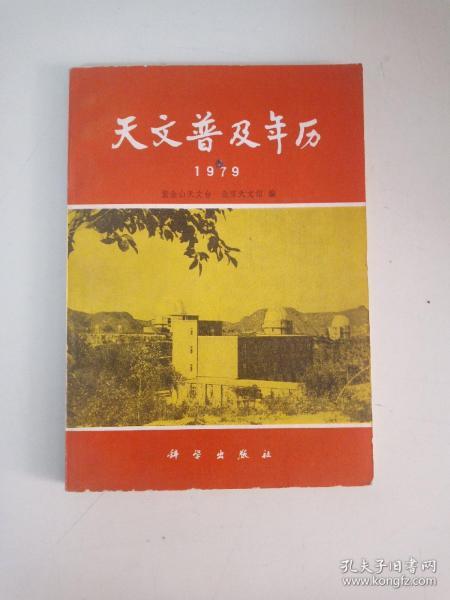 天文普及年历
1979
紫金山天文台 北京天文馆 编
科学出版社
孔夫子旧书网
www.kongfz.com